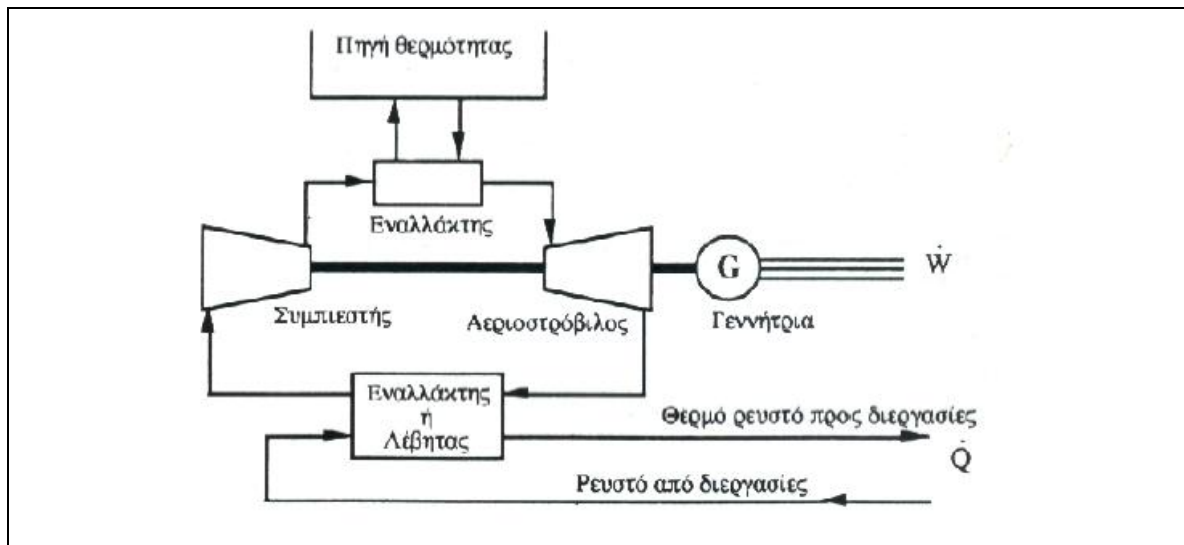 Πηγή θερμότητας
Εναλλάκτης
G
Ẇ
Συμπιεστής
Αεριοστρόβιλος
Γεννήτρια
Εναλλάκτης
ή
Λέβητας
Θερμό ρευστό προς διεργασίες
Q̇
Ρευστό από διεργασίες